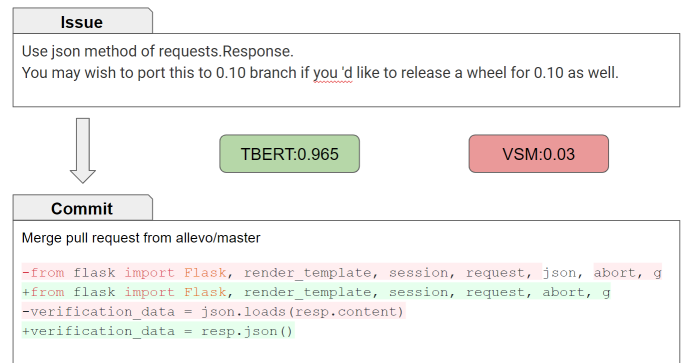 Issue
Use json method of requests.Response.
You may wish to port this to 0.10 branch if you 'd like to release a wheel for 0.10 as well.
TBERT:0.965
VSM:0.03
Commit
Merge pull request from allevo/master
-from flask import Flask, render_template, session, request, json, abort, g
+from flask import Flask, render_template, session, request, abort, g
-verification_data = json.loads(resp.content)
+verification_data = resp.json()